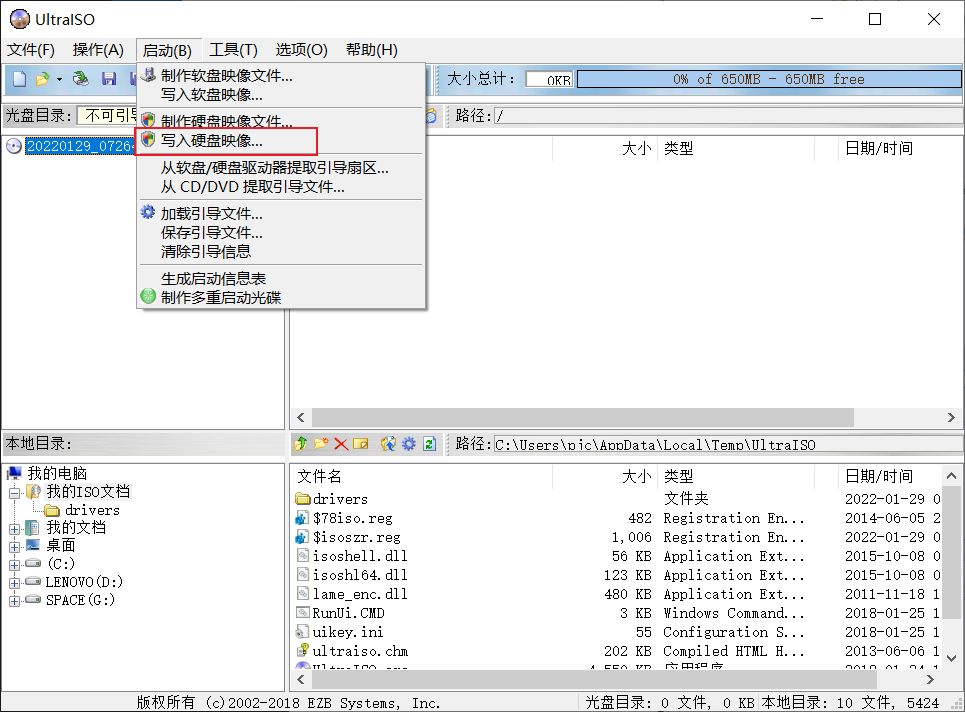 UltraISO
文件(F) 操作(A) 启动(B) 工具(T) 选项(O) 帮助(H)
大小总计: 0KB 0% of 650MB - 650MB free
制作软盘映像文件...
写入软盘映像...
制作硬盘映像文件...
写入硬盘映像...
从软盘/硬盘驱动器提取引导扇区...
从 CD/DVD 提取引导文件...
加载引导文件...
保存引导文件...
清除引导信息
生成启动信息表
制作多重启动光碟
光盘目录: 不可引导 路径: /
20220129_0726
大小 类型 日期/时间
本地目录: 路径: C:\Users\pic\AppData\Local\Temp\UltraISO
我的电脑
我的ISO文档
drivers
我的文档
桌面
(C:)
LENOVO(D:)
SPACE(G:)
文件名 大小 类型 日期/时间
drivers 文件夹 2022-01-29 0
$78iso.reg 482 Registration En... 2014-06-05 2
$isoszr.reg 1,006 Registration En... 2022-01-29 0
isoshell.dll 56 KB Application Ext... 2015-10-08 0
isoshl64.dll 123 KB Application Ext... 2015-10-08 0
lame_enc.dll 480 KB Application Ext... 2011-11-18 1
RunUi.CMD 3 KB Windows Command... 2018-01-25 1
uikey.ini 55 Configuration S... 2018-01-25 1
ultraiso.chm 202 KB Compiled HTML H... 2013-06-06 1
UltraISO.exe 4,550 KB 应用程序 2018-01-24 1
版权所有 (c)2002-2018 EZB Systems, Inc. 光盘目录: 0 文件, 0 KB 本地目录: 10 文件, 5424